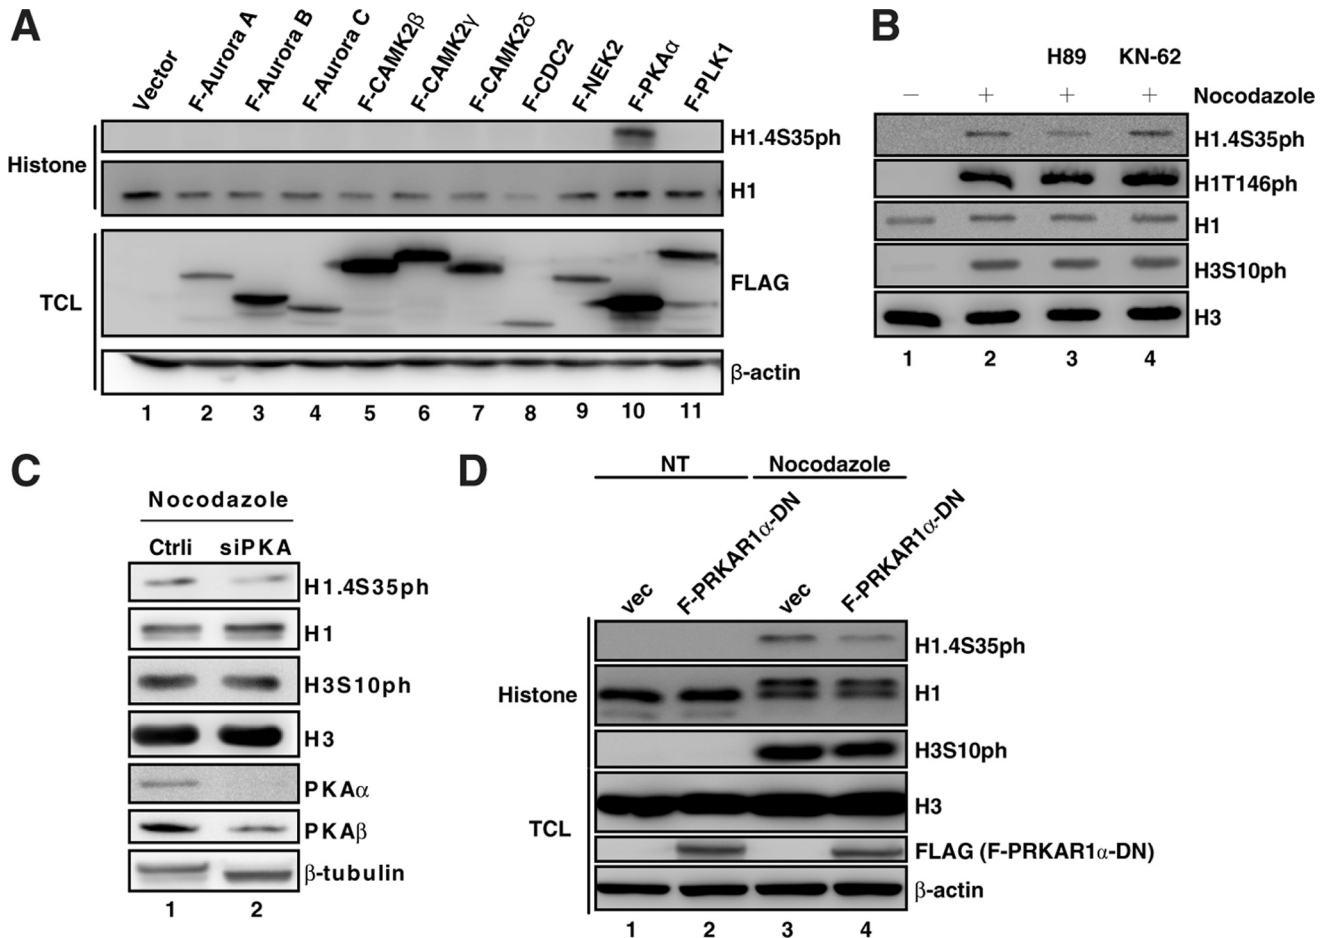 A
Vector
F-Aurora A
F-Aurora B
F-Aurora C
F-CAMK2β
F-CAMK2γ
F-CAMK2δ
F-CDC2
F-NEK2
F-PKAα
F-PLK1
Histone
H1.4S35ph
H1
TCL
FLAG
β-actin
1 2 3 4 5 6 7 8 9 10 11
B
H89 KN-62
− + + + Nocodazole
H1.4S35ph
H1T146ph
H1
H3S10ph
H3
1 2 3 4
C
Nocodazole
Ctrli siPKA
H1.4S35ph
H1
H3S10ph
H3
PKAα
PKAβ
β-tubulin
1 2
D
NT Nocodazole
vec
F-PRKAR1α-DN
vec
F-PRKAR1α-DN
Histone
H1.4S35ph
H1
H3S10ph
H3
TCL
FLAG (F-PRKAR1α-DN)
β-actin
1 2 3 4